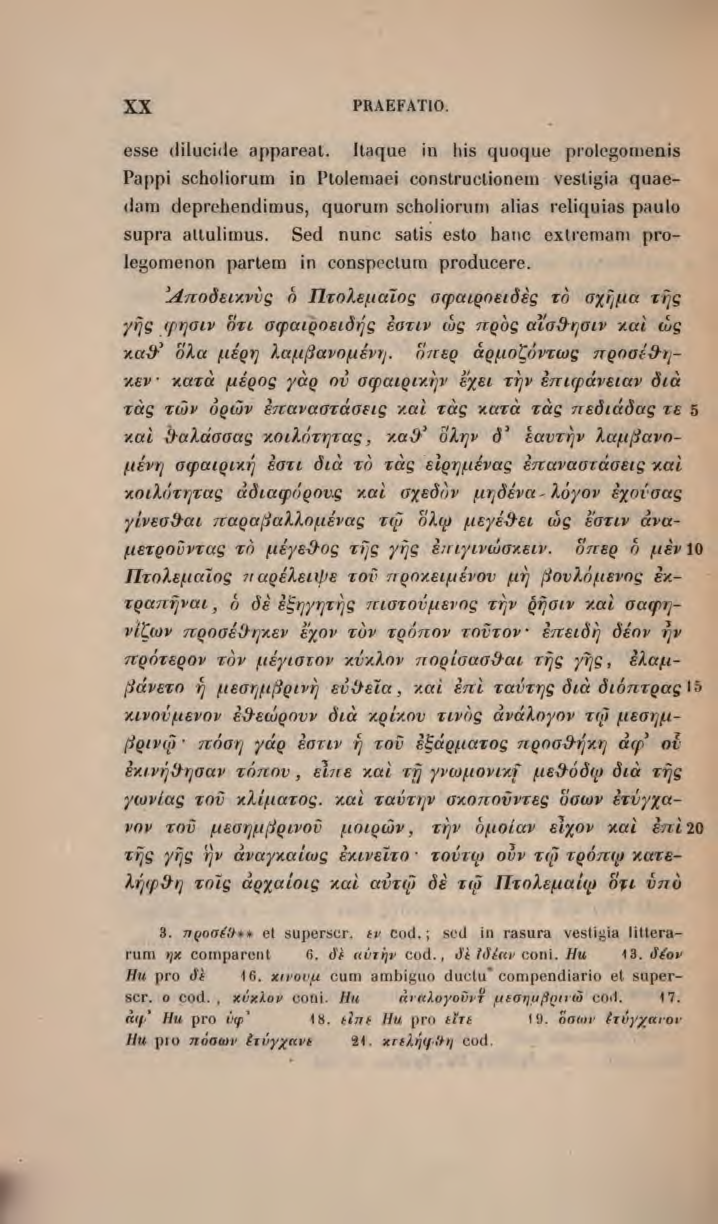 XX PRAEFATIO.
esse dilucide appareat. Itaque in his quoque prolegomenis
Pappi scholiorum in Ptolemaei constructionem vestigia quae-
dam deprehendimus, quorum scholiorum alias reliquias paulo
supra attulimus. Sed nunc satis esto hanc extremam pro-
legomenon partem in conspectum producere.
Ἀποδεικνὺς ὁ Πτολεμαῖος σφαιροειδὲς τὸ σχῆμα τῆς
γῆς φησιν ὅτι σφαιροειδής ἐστιν ὡς πρὸς αἴσθησιν καὶ ὡς
καθ' ὅλα μέρη λαμβανομένη. ὅπερ ἁρμοζόντως προσέθη-
κεν· κατὰ μέρος γὰρ οὐ σφαιρικὴν ἔχει τὴν ἐπιφάνειαν διὰ
τὰς τῶν ὀρῶν ἐπαναστάσεις καὶ τὰς κατὰ τὰς πεδιάδας τε 5
καὶ θαλάσσας κοιλότητας, καθ' ὅλην δ' ἑαυτὴν λαμβανο-
μένη σφαιρική ἐστι διὰ τὸ τὰς εἰρημένας ἐπαναστάσεις καὶ
κοιλότητας ἀδιαφόρους καὶ σχεδὸν μηδένα λόγον ἐχούσας
γίνεσθαι παραβαλλομένας τῷ ὅλῳ μεγέθει ὡς ἔστιν ἀνα-
μετροῦντας τὸ μέγεθος τῆς γῆς ἐπιγινώσκειν. ὅπερ ὁ μὲν 10
Πτολεμαῖος παρέλειψε τοῦ προκειμένου μὴ βουλόμενος ἐκ-
τραπῆναι, ὁ δὲ ἐξηγητὴς πιστούμενος τὴν ῥῆσιν καὶ σαφη-
νίζων προσέθηκεν ἔχον τὸν τρόπον τοῦτον· ἐπειδὴ δέον ἦν
πρότερον τὸν μέγιστον κύκλον πορίσασθαι τῆς γῆς, ἐλαμ-
βάνετο ἡ μεσημβρινὴ εὐθεῖα, καὶ ἐπὶ ταύτης διὰ διόπτρας 15
κινούμενον ἐθεώρουν διὰ κρίκου τινὸς ἀνάλογον τῷ μεσημ-
βρινῷ· πόση γάρ ἐστιν ἡ τοῦ ἐξάρματος προσθήκη ἀφ' οὗ
ἐκινήθησαν τόπου, εἶπε καὶ τῇ γνωμονικῇ μεθόδῳ διὰ τῆς
γωνίας τοῦ κλίματος. καὶ ταύτην σκοποῦντες ὅσων ἐτύγχα-
νον τοῦ μεσημβρινοῦ μοιρῶν, τὴν ὁμοίαν εἶχον καὶ ἐπὶ 20
τῆς γῆς ἣν ἀναγκαίως ἐκινεῖτο· τούτῳ οὖν τῷ τρόπῳ κατε-
λήφθη τοῖς ἀρχαίοις καὶ αὐτῷ δὲ τῷ Πτολεμαίῳ ὅτι ὑπὸ
3. προσέθ** et superscr. εν cod.; sed in rasura vestigia littera-
rum ηκ comparent 6. δὲ αὐτὴν cod., δὲ ἰδέαν coni. Hu 13. δέον
Hu pro δὲ 16. κινουμ cum ambiguo ductu compendiario et super-
scr. ο cod., κύκλον coni. Hu ἀναλογοῦντ μεσημβρινῶ cod. 17.
ἀφ' Hu pro ὑφ' 18. εἶπε Hu pro εἴτε 19. ὅσων ἐτύγχανον
Hu pro πόσων ἐτύγχανε 21. κτελήφθη cod.